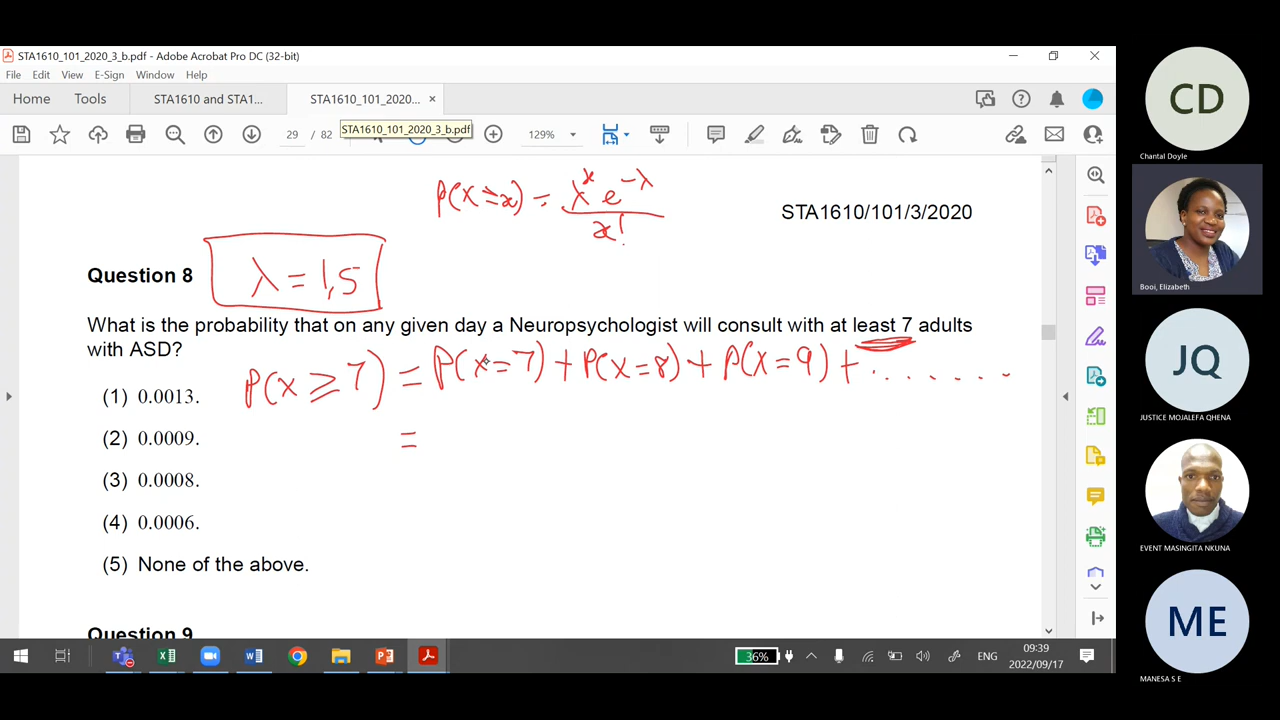 STA1610_101_2020_3_b.pdf - Adobe Acrobat Pro DC (32-bit)
File Edit View E-Sign Window Help
Home Tools STA1610 and STA1... STA1610_101_2020... ×
STA1610_101_2020_3_b.pdf
29 / 82 129%
P(X=x) = λ^x e^-λ / x!
STA1610/101/3/2020
Question 8
λ = 1,5
What is the probability that on any given day a Neuropsychologist will consult with at least 7 adults
with ASD?
P(X ≥ 7) = P(X=7) + P(X=8) + P(X=9) + .......
=
(1) 0.0013.
(2) 0.0009.
(3) 0.0008.
(4) 0.0006.
(5) None of the above.
Question 9
36% ENG 09:39
2022/09/17
CD
Chantal Doyle
Booi, Elizabeth
JQ
JUSTICE MOJALEFA QHENA
EVENT MASINGITA NKUNA
ME
MANESA S E